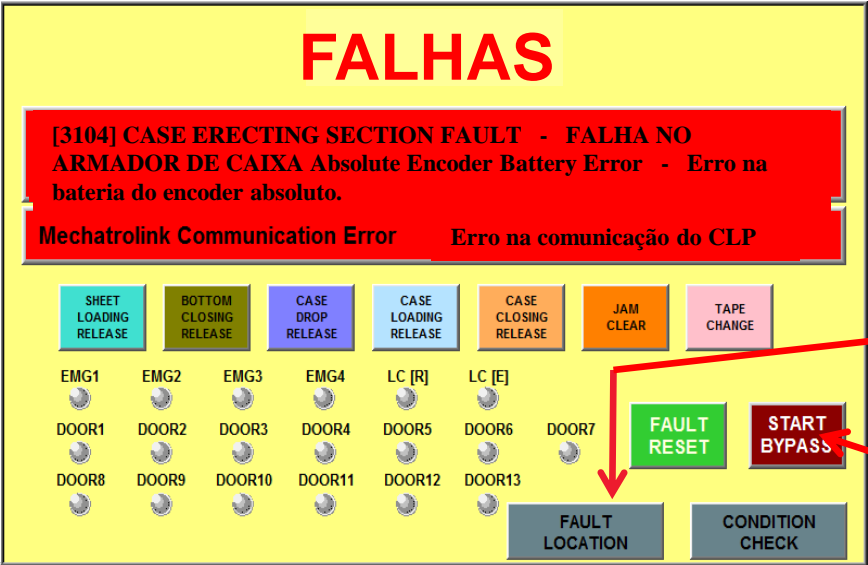 FALHAS
[3104] CASE ERECTING SECTION FAULT - FALHA NO
ARMADOR DE CAIXA Absolute Encoder Battery Error - Erro na
bateria do encoder absoluto.
Mechatrolink Communication Error Erro na comunicação do CLP
SHEET LOADING RELEASE
BOTTOM CLOSING RELEASE
CASE DROP RELEASE
CASE LOADING RELEASE
CASE CLOSING RELEASE
JAM CLEAR
TAPE CHANGE
EMG1 EMG2 EMG3 EMG4 LC [R] LC [E]
DOOR1 DOOR2 DOOR3 DOOR4 DOOR5 DOOR6 DOOR7
DOOR8 DOOR9 DOOR10 DOOR11 DOOR12 DOOR13
FAULT RESET
START BYPASS
FAULT LOCATION
CONDITION CHECK